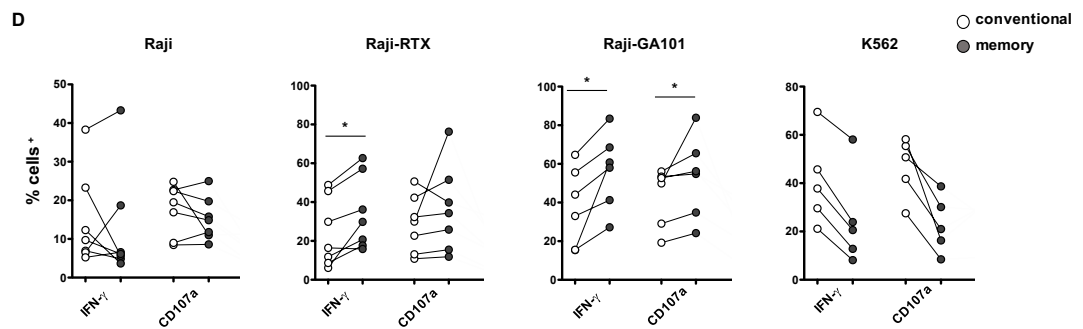 D
conventional
memory
Raji
Raji-RTX
Raji-GA101
K562
% cells +
50
40
30
20
10
0
IFN-γ
CD107a
100
80
60
40
20
0
*
IFN-γ
CD107a
100
80
60
40
20
0
*
*
IFN-γ
CD107a
80
60
40
20
0
IFN-γ
CD107a